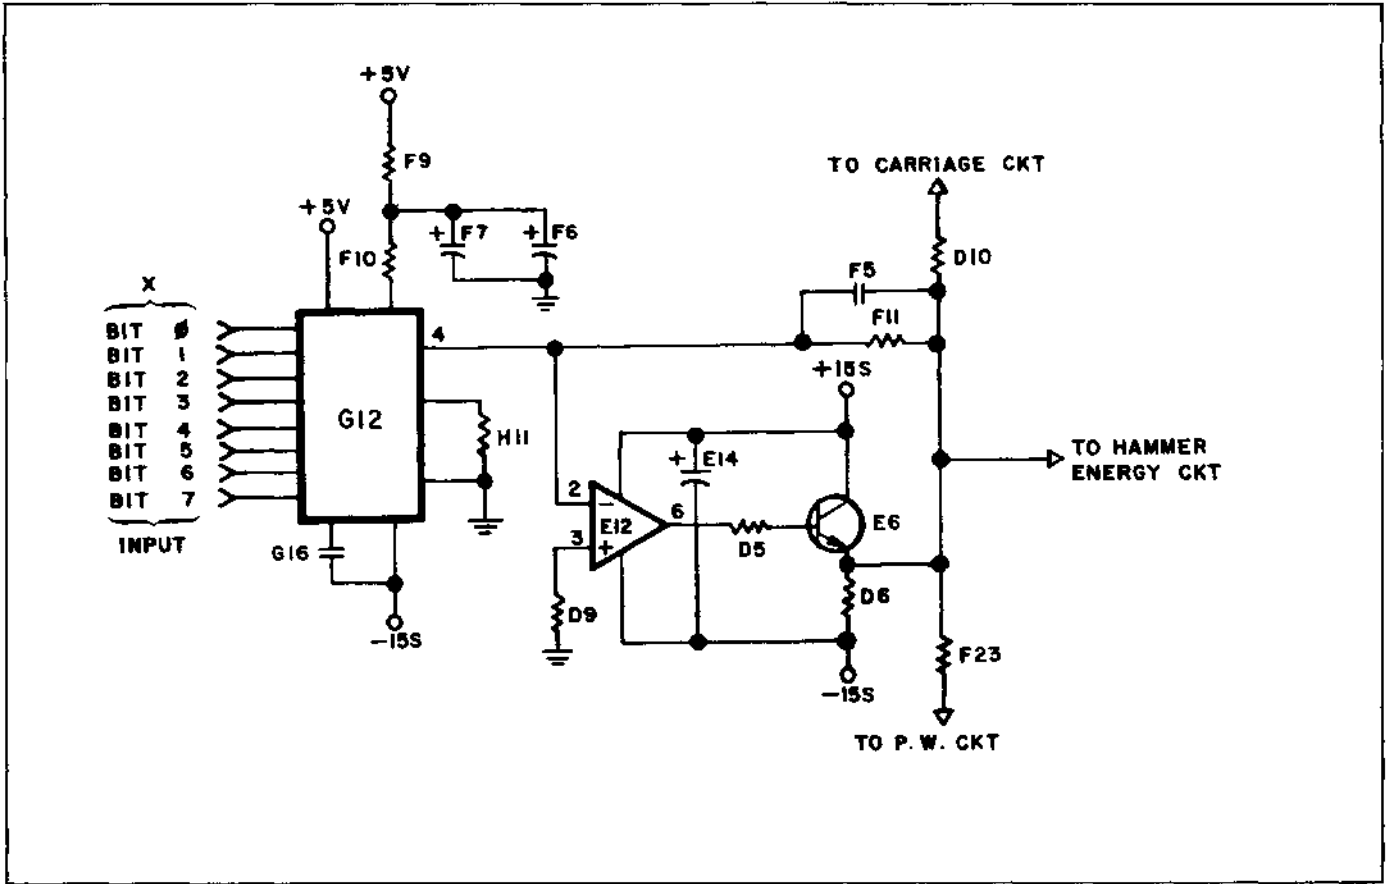 +5V
F9
TO CARRIAGE CKT
+5V
+ F7
+ F6
F10
D10
F5
X
F11
BIT 0
BIT 1
BIT 2
BIT 3
BIT 4
BIT 5
BIT 6
BIT 7
INPUT
4
G12
H11
+15S
+ E14
TO HAMMER
ENERGY CKT
2
−
E12
3
+
6
D5
E6
G16
D9
D6
−15S
F23
−15S
TO P.W. CKT